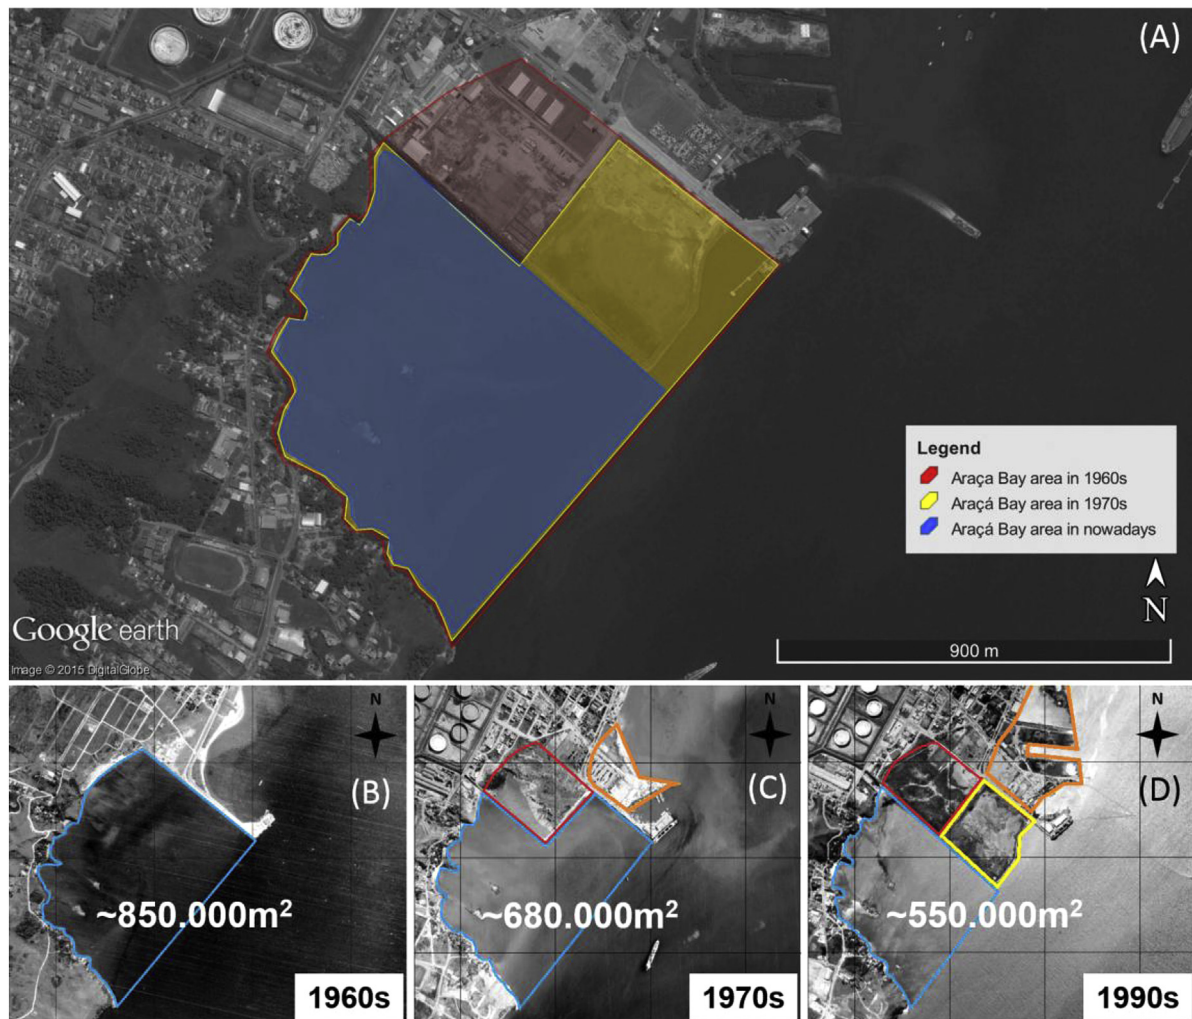 (A)
Legend
Araça Bay area in 1960s
Araçá Bay area in 1970s
Araçá Bay area in nowadays
N
Google earth
900 m
Image © 2015 DigitalGlobe
N
(B)
~850.000m²
1960s
N
(C)
~680.000m²
1970s
N
(D)
~550.000m²
1990s